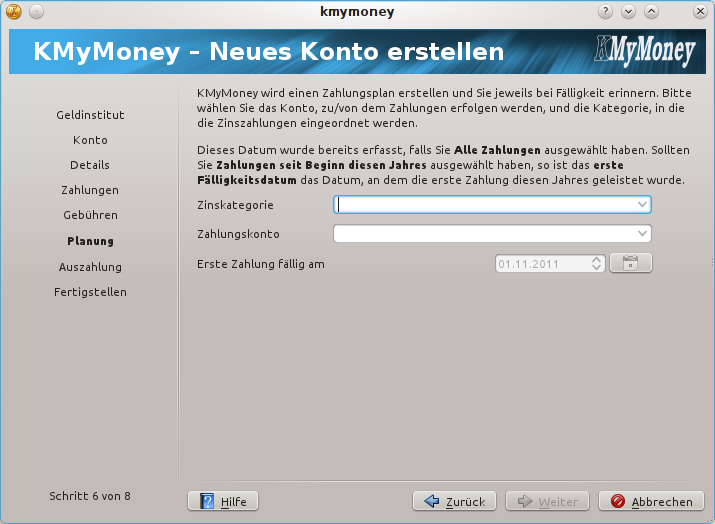 kmymoney
KMyMoney – Neues Konto erstellen
KMyMoney
Geldinstitut
Konto
Details
Zahlungen
Gebühren
Planung
Auszahlung
Fertigstellen
Schritt 6 von 8
KMyMoney wird einen Zahlungsplan erstellen und Sie jeweils bei Fälligkeit erinnern. Bitte
wählen Sie das Konto, zu/von dem Zahlungen erfolgen werden, und die Kategorie, in die
die Zinszahlungen eingeordnet werden.
Dieses Datum wurde bereits erfasst, falls Sie Alle Zahlungen ausgewählt haben. Sollten
Sie Zahlungen seit Beginn diesen Jahres ausgewählt haben, so ist das erste
Fälligkeitsdatum das Datum, an dem die erste Zahlung diesen Jahres geleistet wurde.
Zinskategorie
Zahlungskonto
Erste Zahlung fällig am 01.11.2011
? Hilfe
Zurück
Weiter
Abbrechen